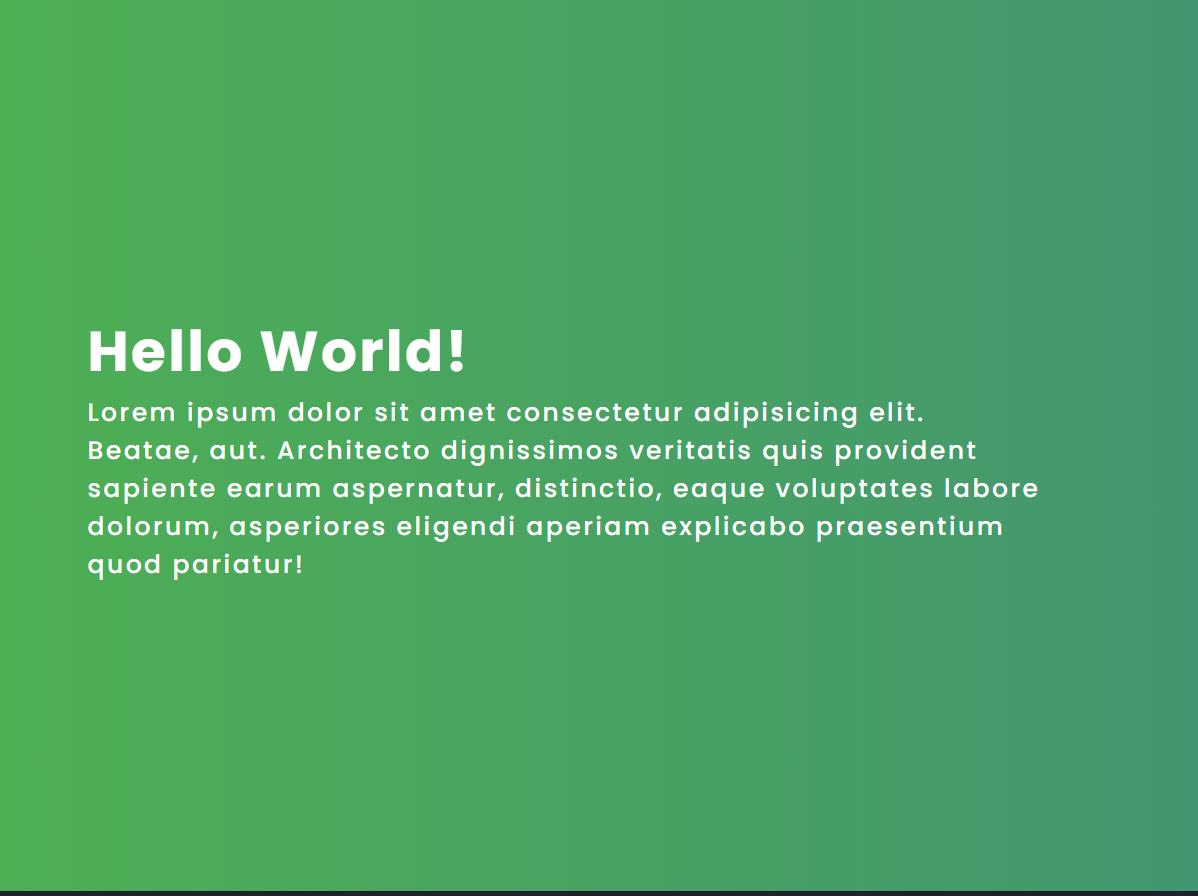 Hello World!
Lorem ipsum dolor sit amet consectetur adipisicing elit.
Beatae, aut. Architecto dignissimos veritatis quis provident
sapiente earum aspernatur, distinctio, eaque voluptates labore
dolorum, asperiores eligendi aperiam explicabo praesentium
quod pariatur!